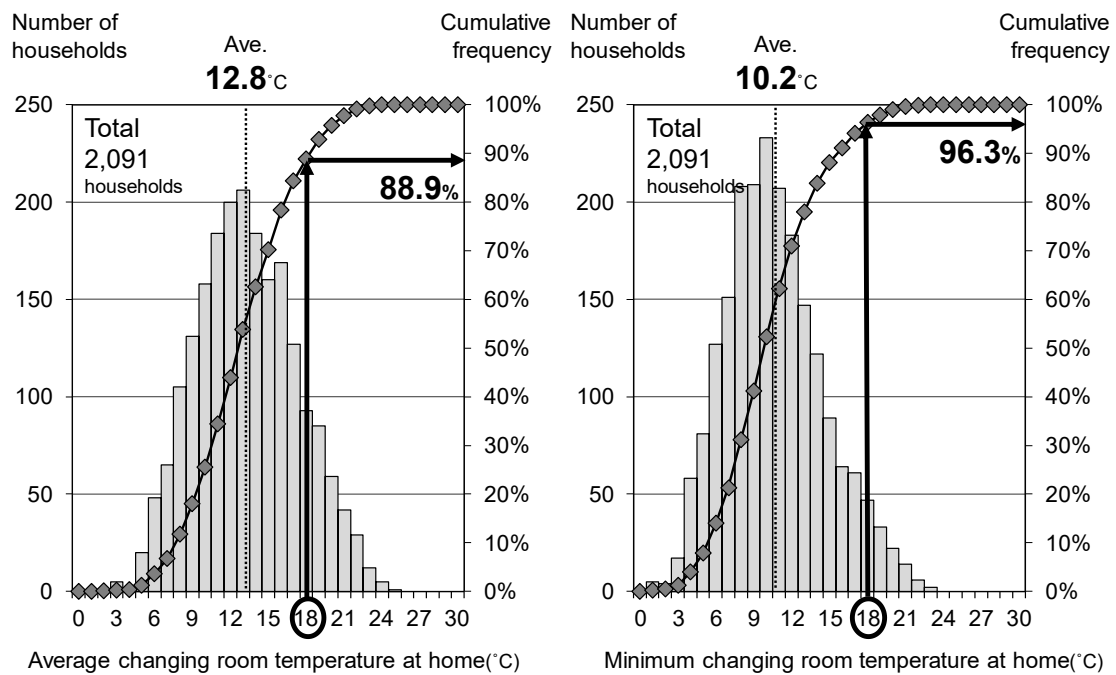 Number of
households
Ave.
12.8°C
Cumulative
frequency
250
200
150
100
50
0
Total
2,091
households
88.9%
100%
90%
80%
70%
60%
50%
40%
30%
20%
10%
0%
0 3 6 9 12 15 18 21 24 27 30
Average changing room temperature at home(°C)
Number of
households
Ave.
10.2°C
Cumulative
frequency
250
200
150
100
50
0
Total
2,091
households
96.3%
100%
90%
80%
70%
60%
50%
40%
30%
20%
10%
0%
0 3 6 9 12 15 18 21 24 27 30
Minimum changing room temperature at home(°C)